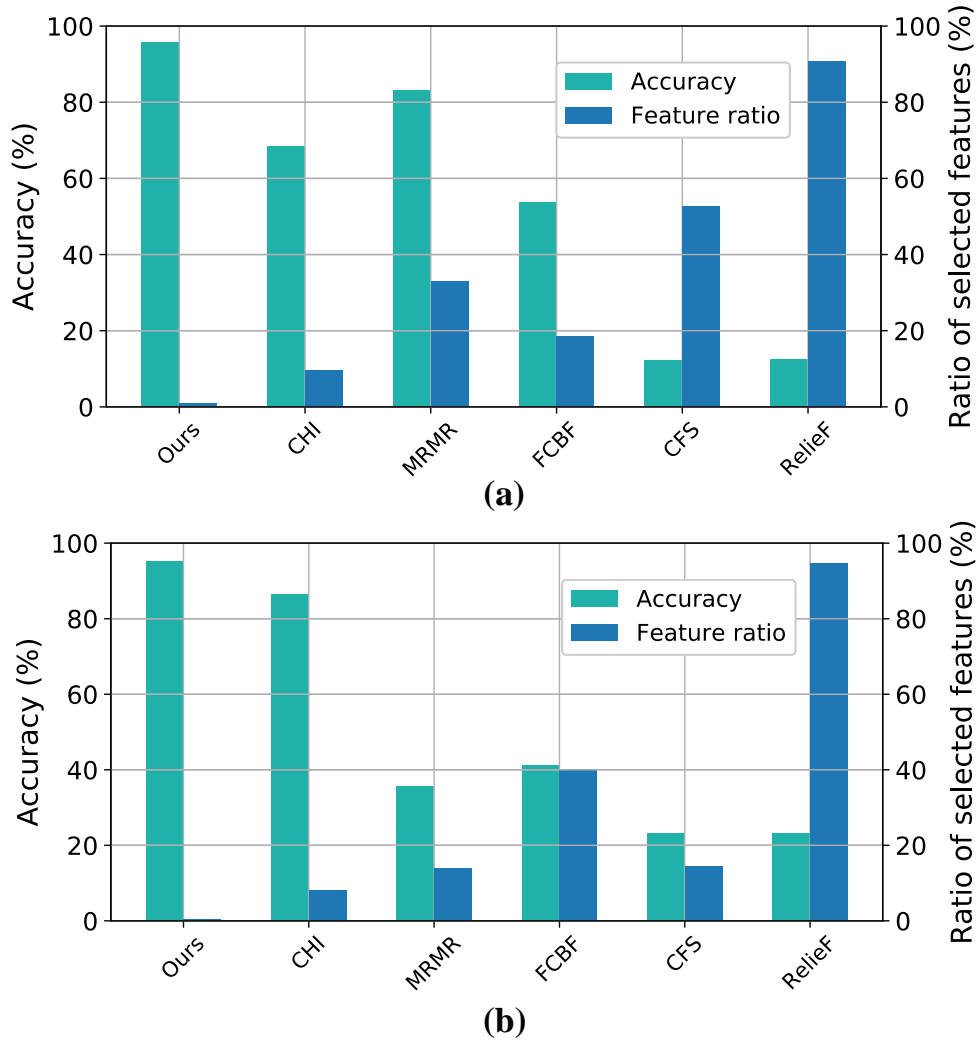 100
80
60
40
20
0
Accuracy (%)
100
80
60
40
20
0
Ratio of selected features (%)
Accuracy
Feature ratio
Ours
CHI
MRMR
FCBF
CFS
RelieF
(a)
100
80
60
40
20
0
Accuracy (%)
100
80
60
40
20
0
Ratio of selected features (%)
Accuracy
Feature ratio
Ours
CHI
MRMR
FCBF
CFS
RelieF
(b)